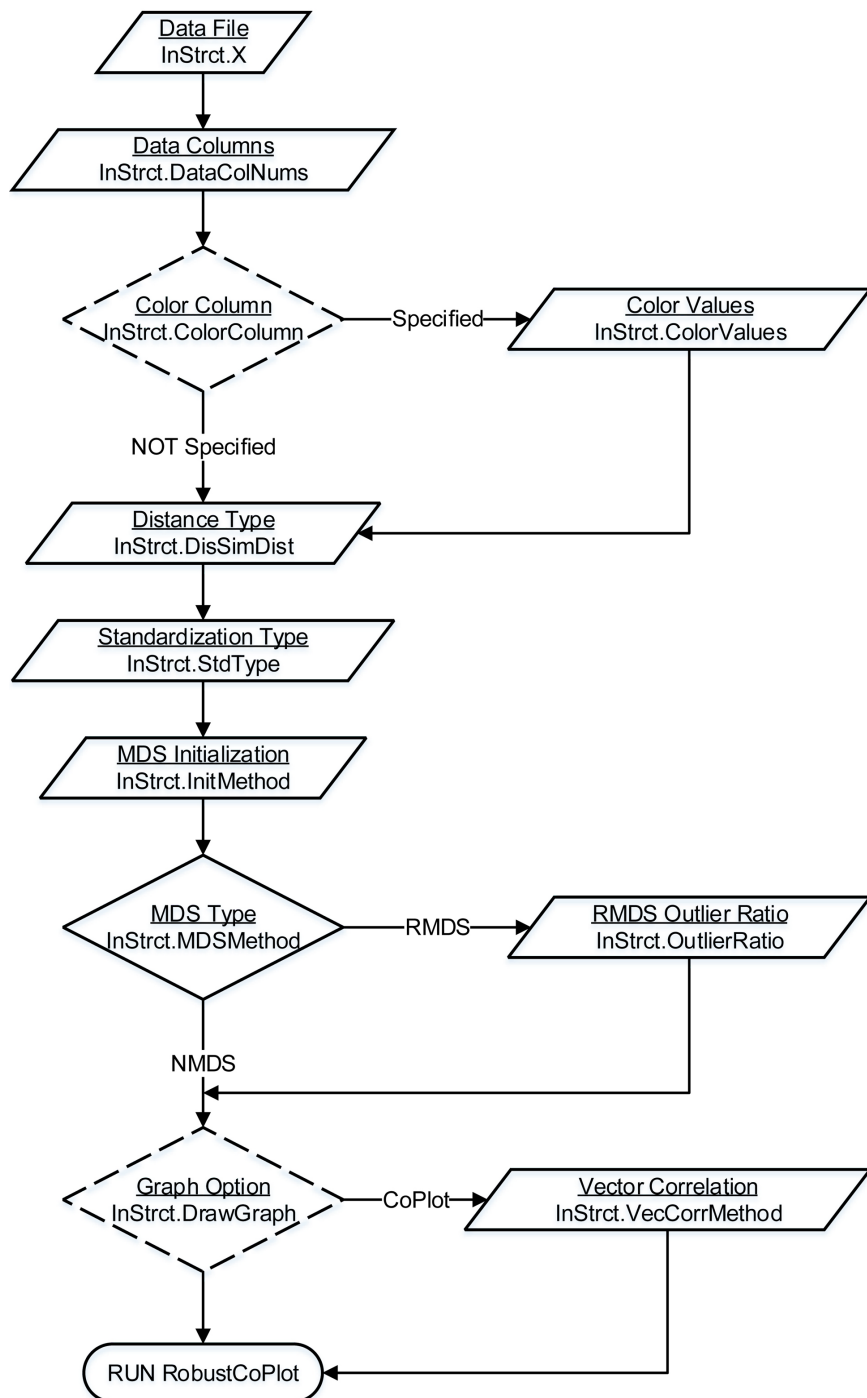 Data File
InStrct.X
Data Columns
InStrct.DataColNums
Color Column
InStrct.ColorColumn
Specified
Color Values
InStrct.ColorValues
NOT Specified
Distance Type
InStrct.DisSimDist
Standardization Type
InStrct.StdType
MDS Initialization
InStrct.InitMethod
MDS Type
InStrct.MDSMethod
RMDS
RMDS Outlier Ratio
InStrct.OutlierRatio
NMDS
Graph Option
InStrct.DrawGraph
CoPlot
Vector Correlation
InStrct.VecCorrMethod
RUN RobustCoPlot